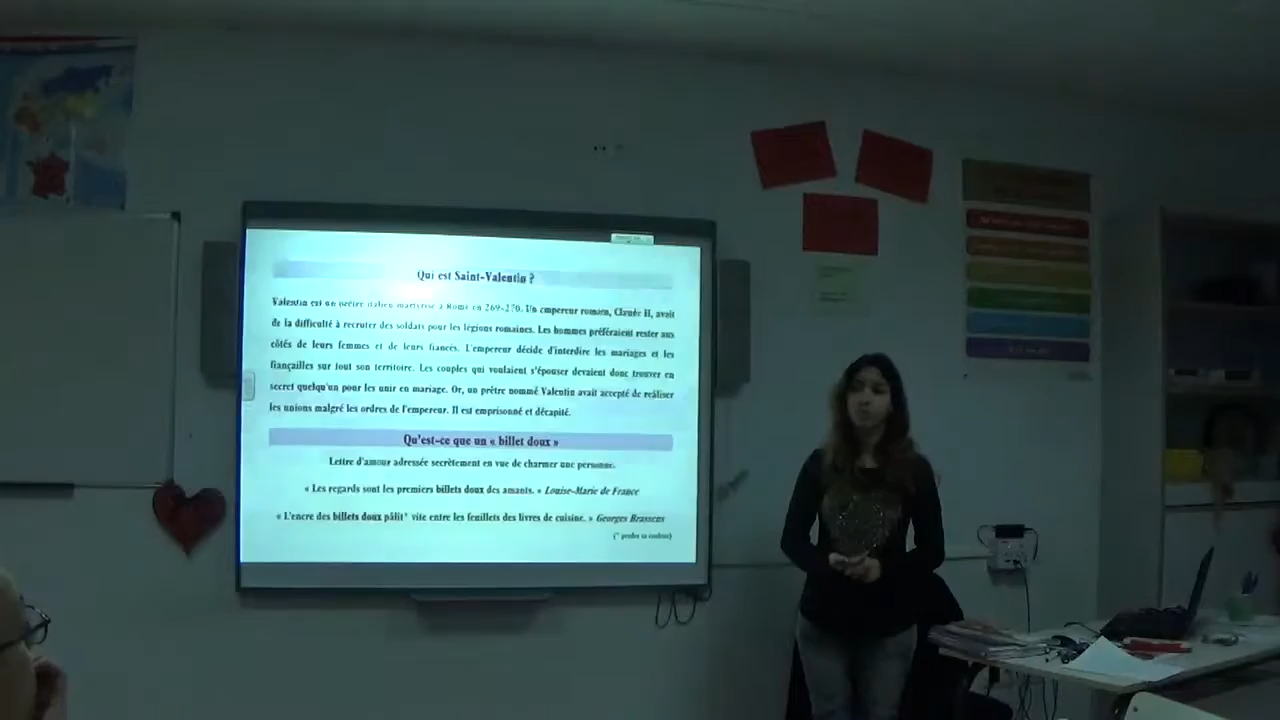 Qui est Saint-Valentin ?
Valentin est un prêtre italien martyrisé à Rome en 269-270. Un empereur romain, Claude II, avait
de la difficulté à recruter des soldats pour les légions romaines. Les hommes préféraient rester aux
côtés de leurs femmes et de leurs fiancés. L'empereur décide d'interdire les mariages et les
fiançailles sur tout son territoire. Les couples qui voulaient s'épouser devaient donc trouver en
secret quelqu'un pour les unir en mariage. Or, un prêtre nommé Valentin avait accepté de réaliser
les unions malgré les ordres de l'empereur. Il est emprisonné et décapité.
Qu'est-ce que un « billet doux »
Lettre d'amour adressée secrètement en vue de charmer une personne.
« Les regards sont les premiers billets doux des amants. » Louise-Marie de France
« L'encre des billets doux pâlit* vite entre les feuillets des livres de cuisine. » Georges Brassens
(* perdre sa couleur)